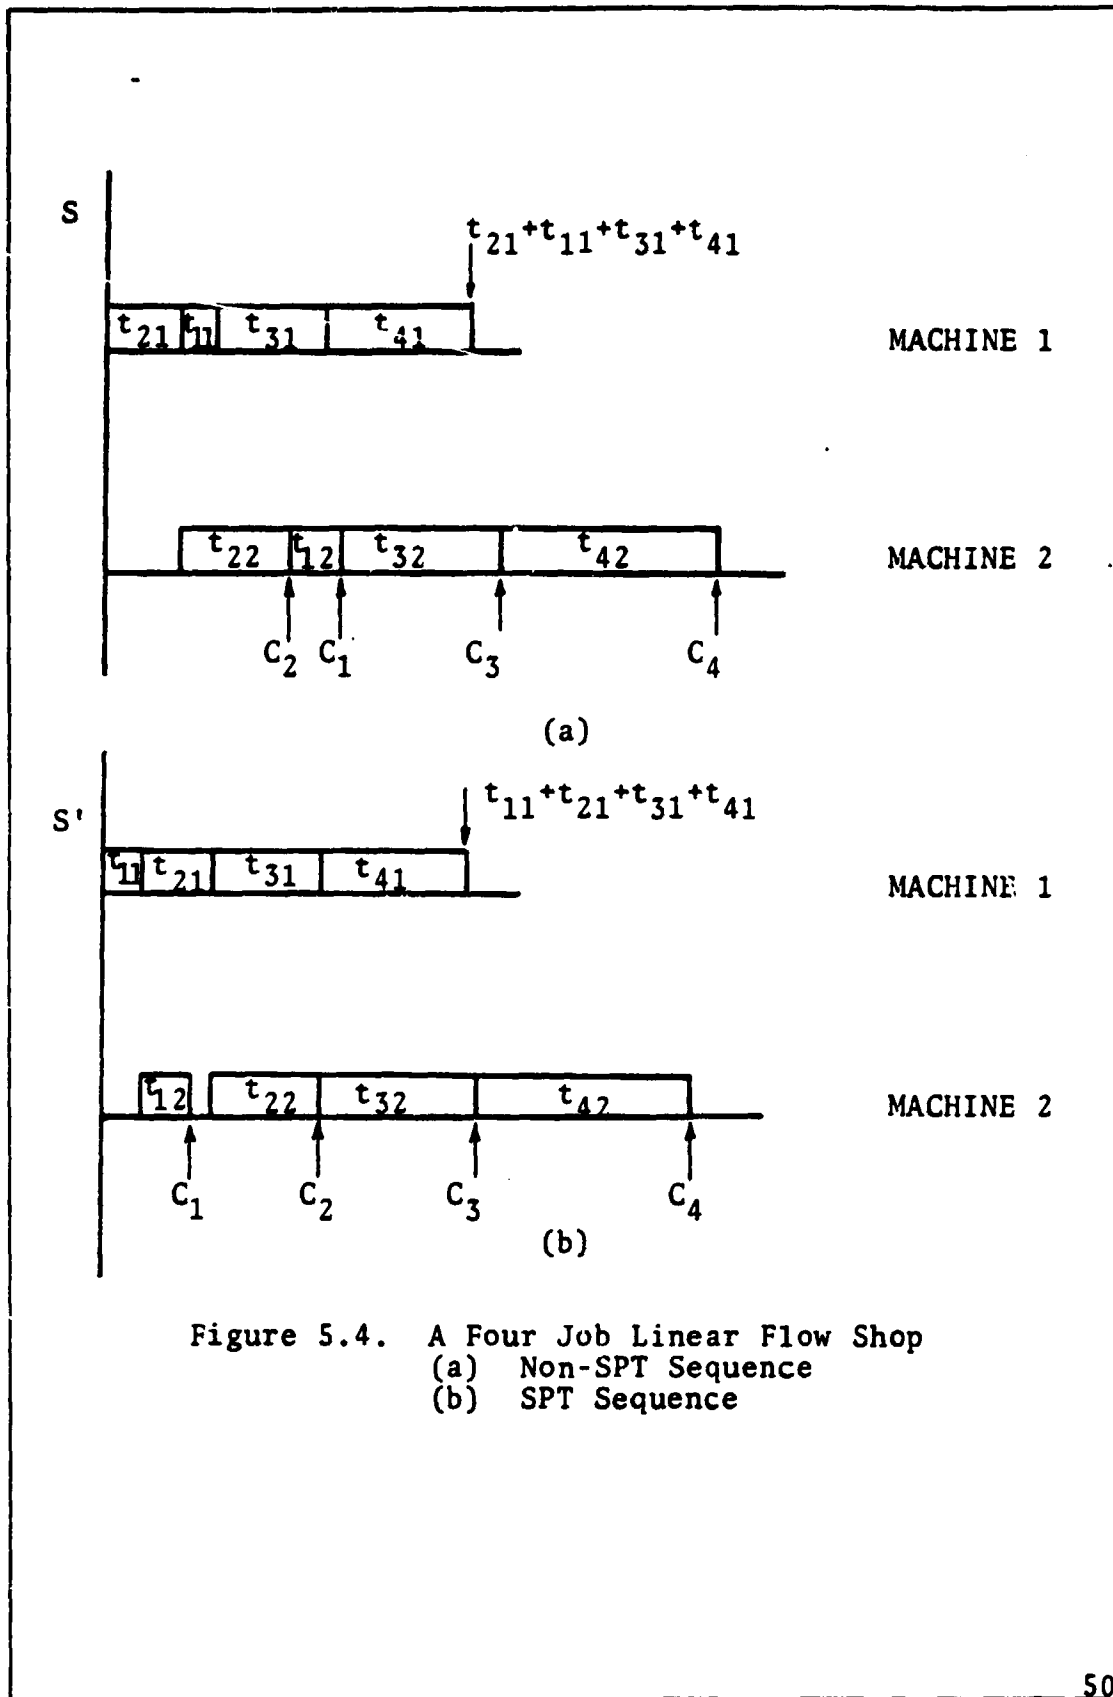 S
t21+t11+t31+t41
t21 t11 t31 t41
MACHINE 1
t22 t12 t32 t42
MACHINE 2
C2 C1 C3 C4
(a)
S'
t11+t21+t31+t41
t11 t21 t31 t41
MACHINE 1
t12 t22 t32 t42
MACHINE 2
C1 C2 C3 C4
(b)
Figure 5.4. A Four Job Linear Flow Shop
(a) Non-SPT Sequence
(b) SPT Sequence
50